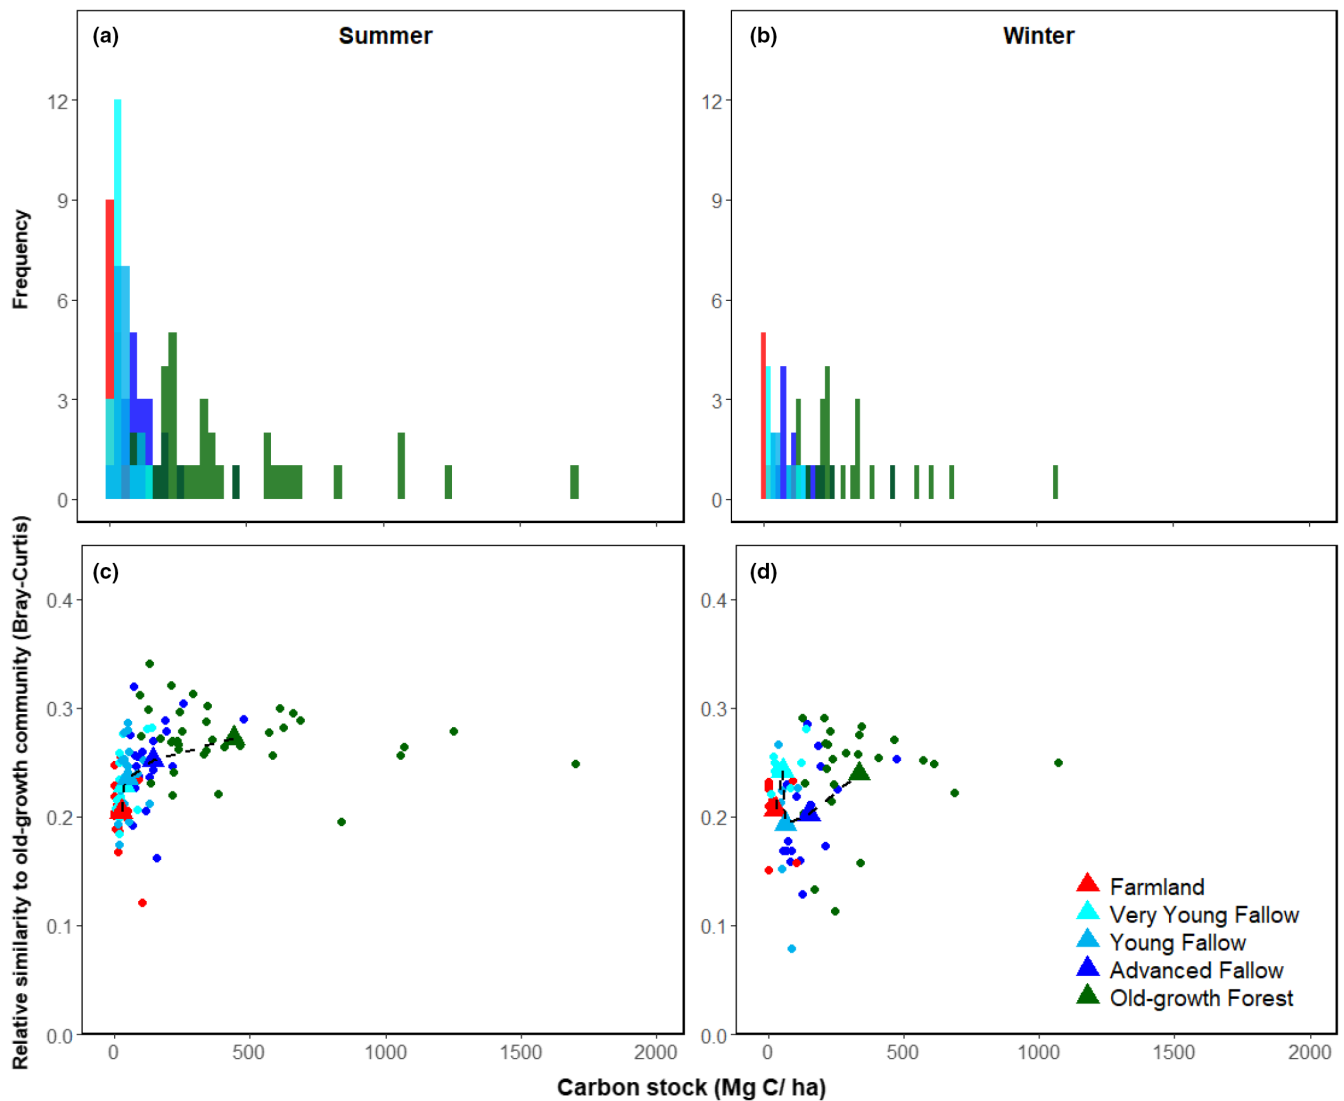 (a) Summer
(b) Winter
Frequency
12
9
6
3
0
12
9
6
3
0
Relative similarity to old-growth community (Bray-Curtis)
(c)
0.4
0.3
0.2
0.1
0.0
0 500 1000 1500 2000
(d)
0.4
0.3
0.2
0.1
0.0
0 500 1000 1500 2000
Farmland
Very Young Fallow
Young Fallow
Advanced Fallow
Old-growth Forest
Carbon stock (Mg C/ ha)